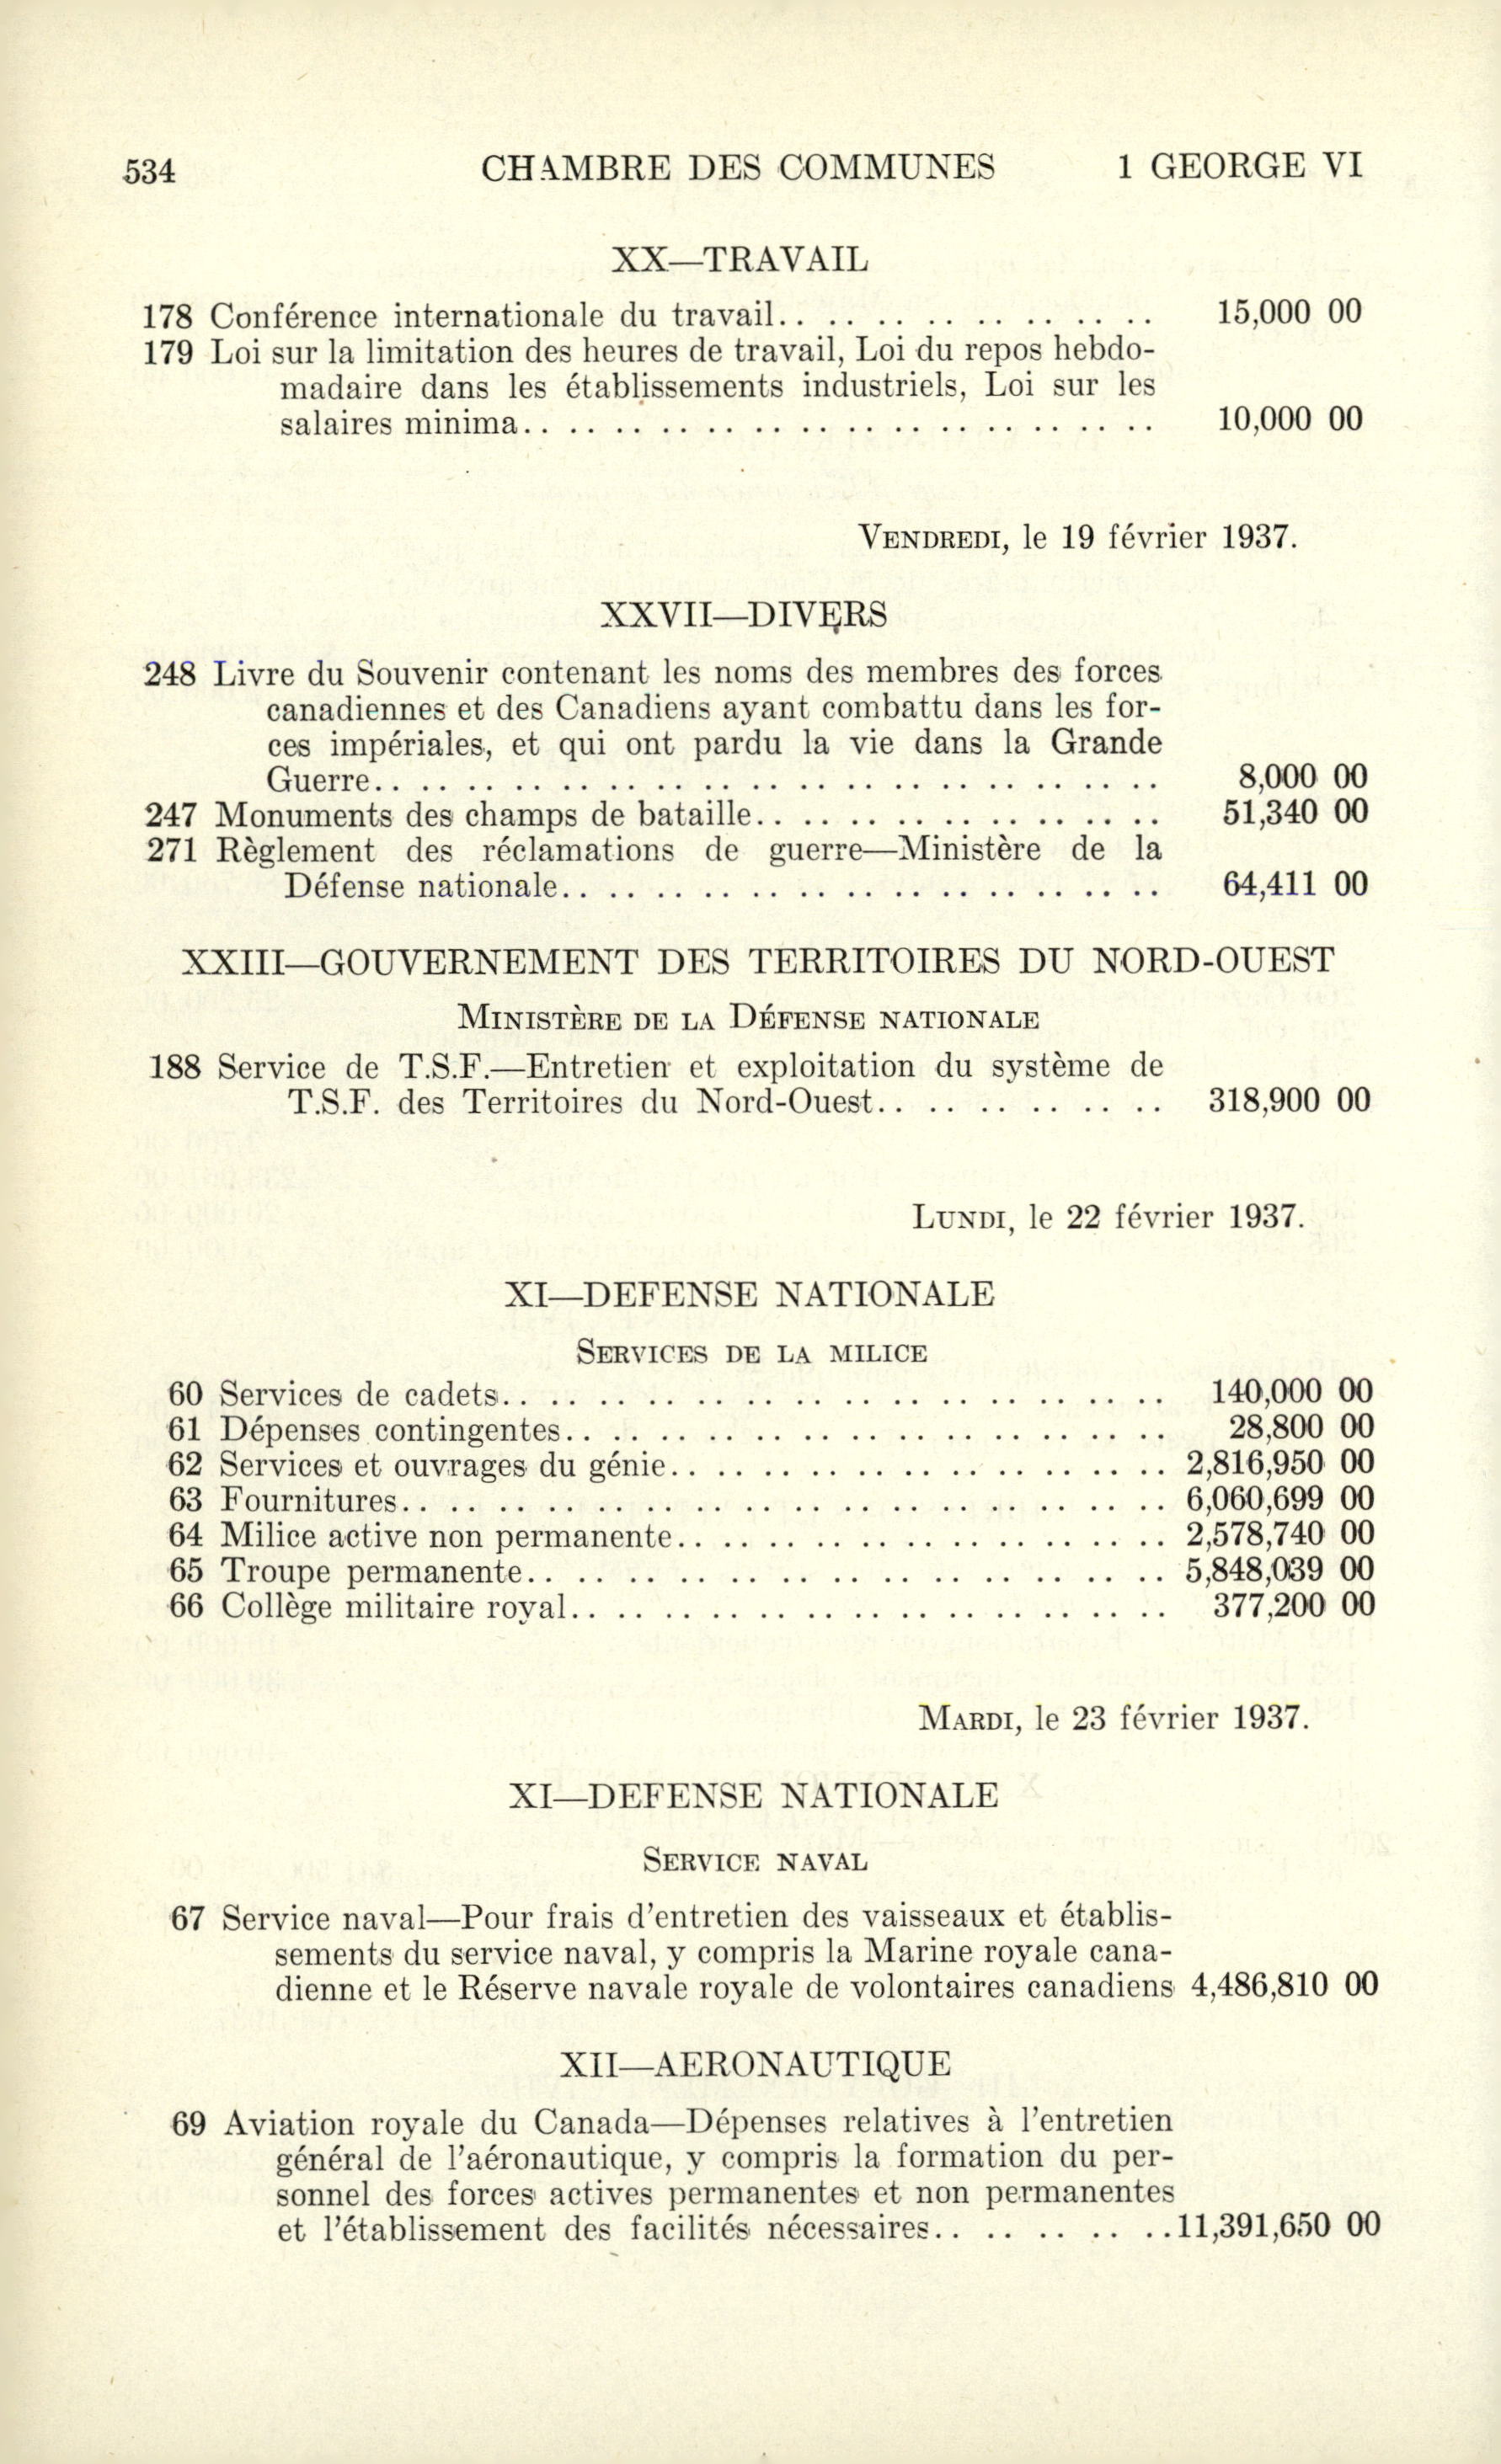 534 CHAMBRE DES COMMUNES 1 GEORGE VI
XX—TRAVAIL
178 Conférence internationale du travail. . . . . . . . . . . . . . . . 15,000 00
179 Loi sur la limitation des heures de travail, Loi du repos hebdo-
madaire dans les établissements industriels, Loi sur les
salaires minima. . . . . . . . . . . . . . . . . . . . . . . . . . . . 10,000 00
VENDREDI, le 19 février 1937.
XXVII—DIVERS
248 Livre du Souvenir contenant les noms des membres des forces
canadiennes et des Canadiens ayant combattu dans les for-
ces impériales, et qui ont pardu la vie dans la Grande
Guerre. . . . . . . . . . . . . . . . . . . . . . . . . . . . . . . . . . 8,000 00
247 Monuments des champs de bataille. . . . . . . . . . . . . . . . . . 51,340 00
271 Règlement des réclamations de guerre—Ministère de la
Défense nationale. . . . . . . . . . . . . . . . . . . . . . . . . . 64,411 00
XXIII—GOUVERNEMENT DES TERRITOIRES DU NORD-OUEST
MINISTÈRE DE LA DÉFENSE NATIONALE
188 Service de T.S.F.—Entretien et exploitation du système de
T.S.F. des Territoires du Nord-Ouest. . . . . . . . . . . . 318,900 00
LUNDI, le 22 février 1937.
XI—DEFENSE NATIONALE
SERVICES DE LA MILICE
60 Services de cadets. . . . . . . . . . . . . . . . . . . . . . . . . . . . 140,000 00
61 Dépenses contingentes. . . . . . . . . . . . . . . . . . . . . . . . . . 28,800 00
62 Services et ouvrages du génie. . . . . . . . . . . . . . . . . . . . . 2,816,950 00
63 Fournitures. . . . . . . . . . . . . . . . . . . . . . . . . . . . . . . . 6,060,699 00
64 Milice active non permanente. . . . . . . . . . . . . . . . . . . . . 2,578,740 00
65 Troupe permanente. . . . . . . . . . . . . . . . . . . . . . . . . . 5,848,039 00
66 Collège militaire royal. . . . . . . . . . . . . . . . . . . . . . . . . . 377,200 00
MARDI, le 23 février 1937.
XI—DEFENSE NATIONALE
SERVICE NAVAL
67 Service naval—Pour frais d'entretien des vaisseaux et établis-
sements du service naval, y compris la Marine royale cana-
dienne et le Réserve navale royale de volontaires canadiens 4,486,810 00
XII—AERONAUTIQUE
69 Aviation royale du Canada—Dépenses relatives à l'entretien
général de l'aéronautique, y compris la formation du per-
sonnel des forces actives permanentes et non permanentes
et l'établissement des facilités nécessaires. . . . . . . . . . 11,391,650 00